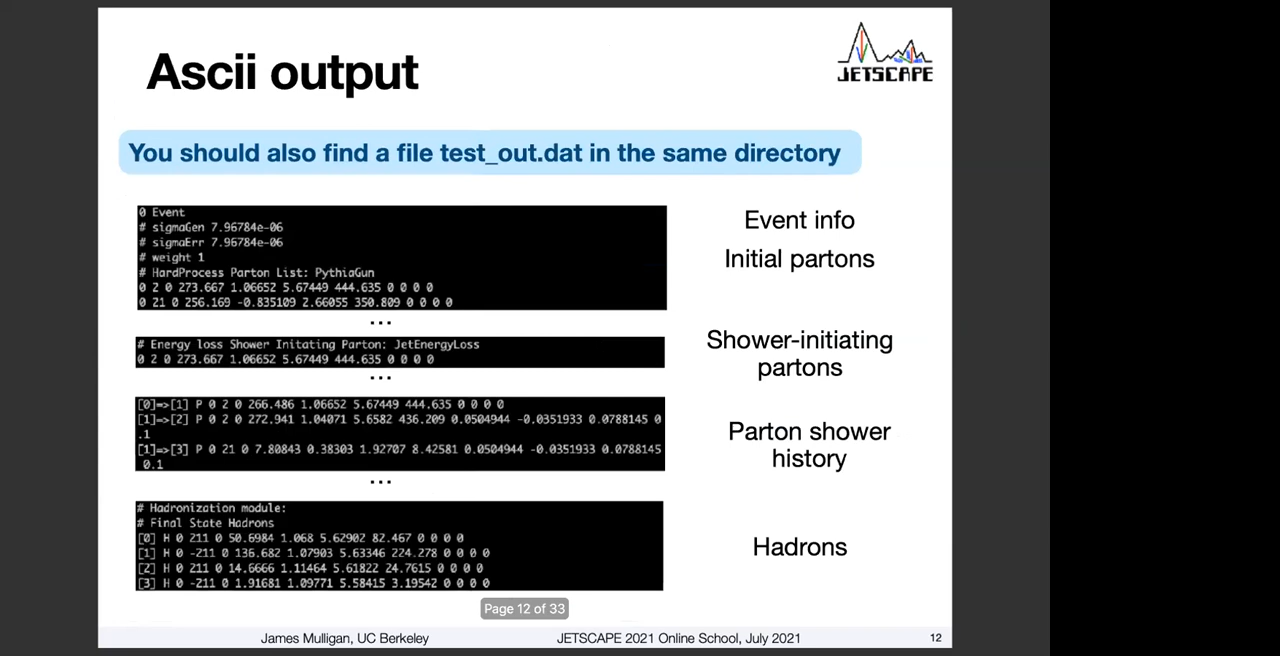 Ascii output
JETSCAPE
You should also find a file test_out.dat in the same directory
0 Event
# sigmaGen 7.96784e-06
# sigmaErr 7.96784e-06
# weight 1
# HardProcess Parton List: PythiaGun
0 2 0 273.667 1.06652 5.67449 444.635 0 0 0 0
0 21 0 256.169 -0.835109 2.66055 350.809 0 0 0 0
Event info
Initial partons
...
# Energy loss Shower Initating Parton: JetEnergyLoss
0 2 0 273.667 1.06652 5.67449 444.635 0 0 0 0
Shower-initiating
partons
...
[0]=>[1] P 0 2 0 266.486 1.06652 5.67449 444.635 0 0 0 0
[1]=>[2] P 0 2 0 272.941 1.04071 5.6582 436.209 0.0504944 -0.0351933 0.0788145 0
.1
[1]=>[3] P 0 21 0 7.80843 0.38303 1.92707 8.42581 0.0504944 -0.0351933 0.0788145
0.1
Parton shower
history
...
# Hadronization module:
# Final State Hadrons
[0] H 0 211 0 50.6984 1.068 5.62902 82.467 0 0 0 0
[1] H 0 -211 0 136.682 1.07903 5.63346 224.278 0 0 0 0
[2] H 0 211 0 14.6666 1.11464 5.61822 24.7615 0 0 0 0
[3] H 0 -211 0 1.91681 1.09771 5.58415 3.19542 0 0 0 0
Hadrons
Page 12 of 33
James Mulligan, UC Berkeley
JETSCAPE 2021 Online School, July 2021
12